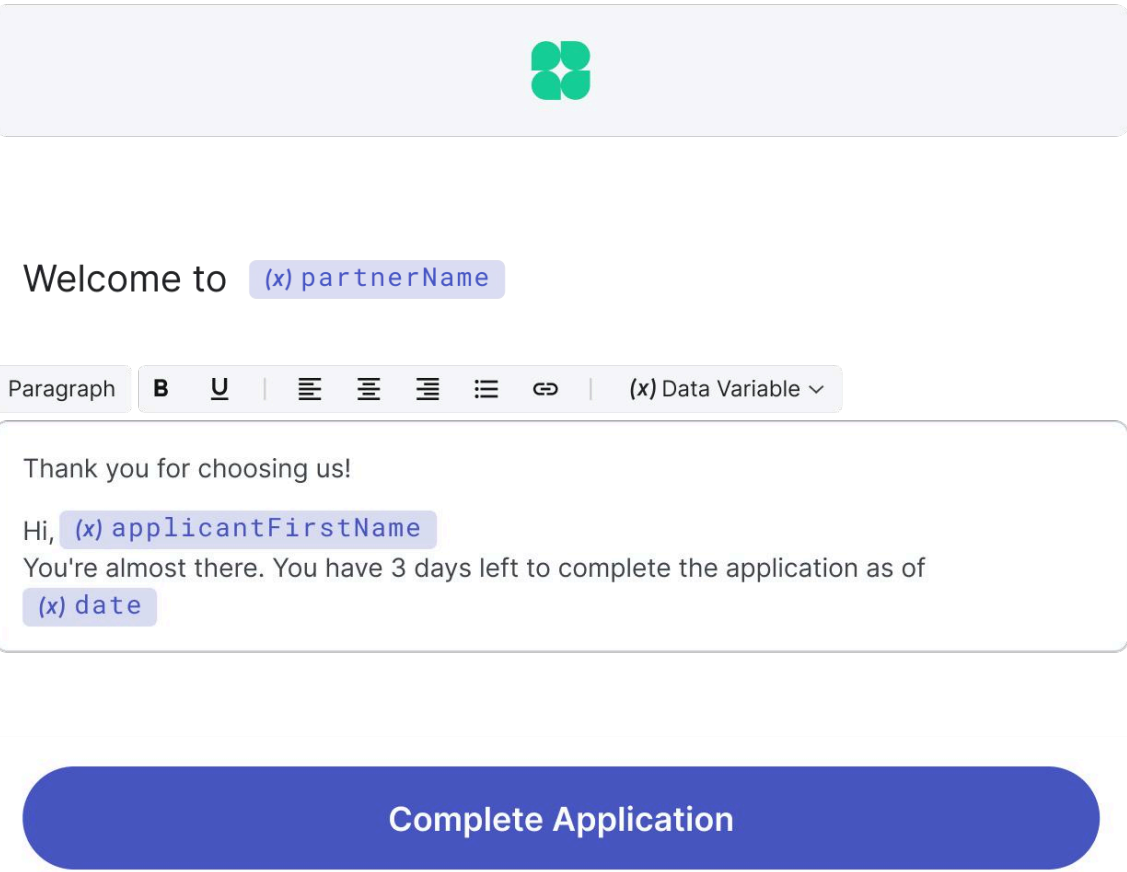 Welcome to (x) partnerName
Paragraph B U (x) Data Variable
Thank you for choosing us!
Hi, (x) applicantFirstName
You're almost there. You have 3 days left to complete the application as of
(x) date
Complete Application